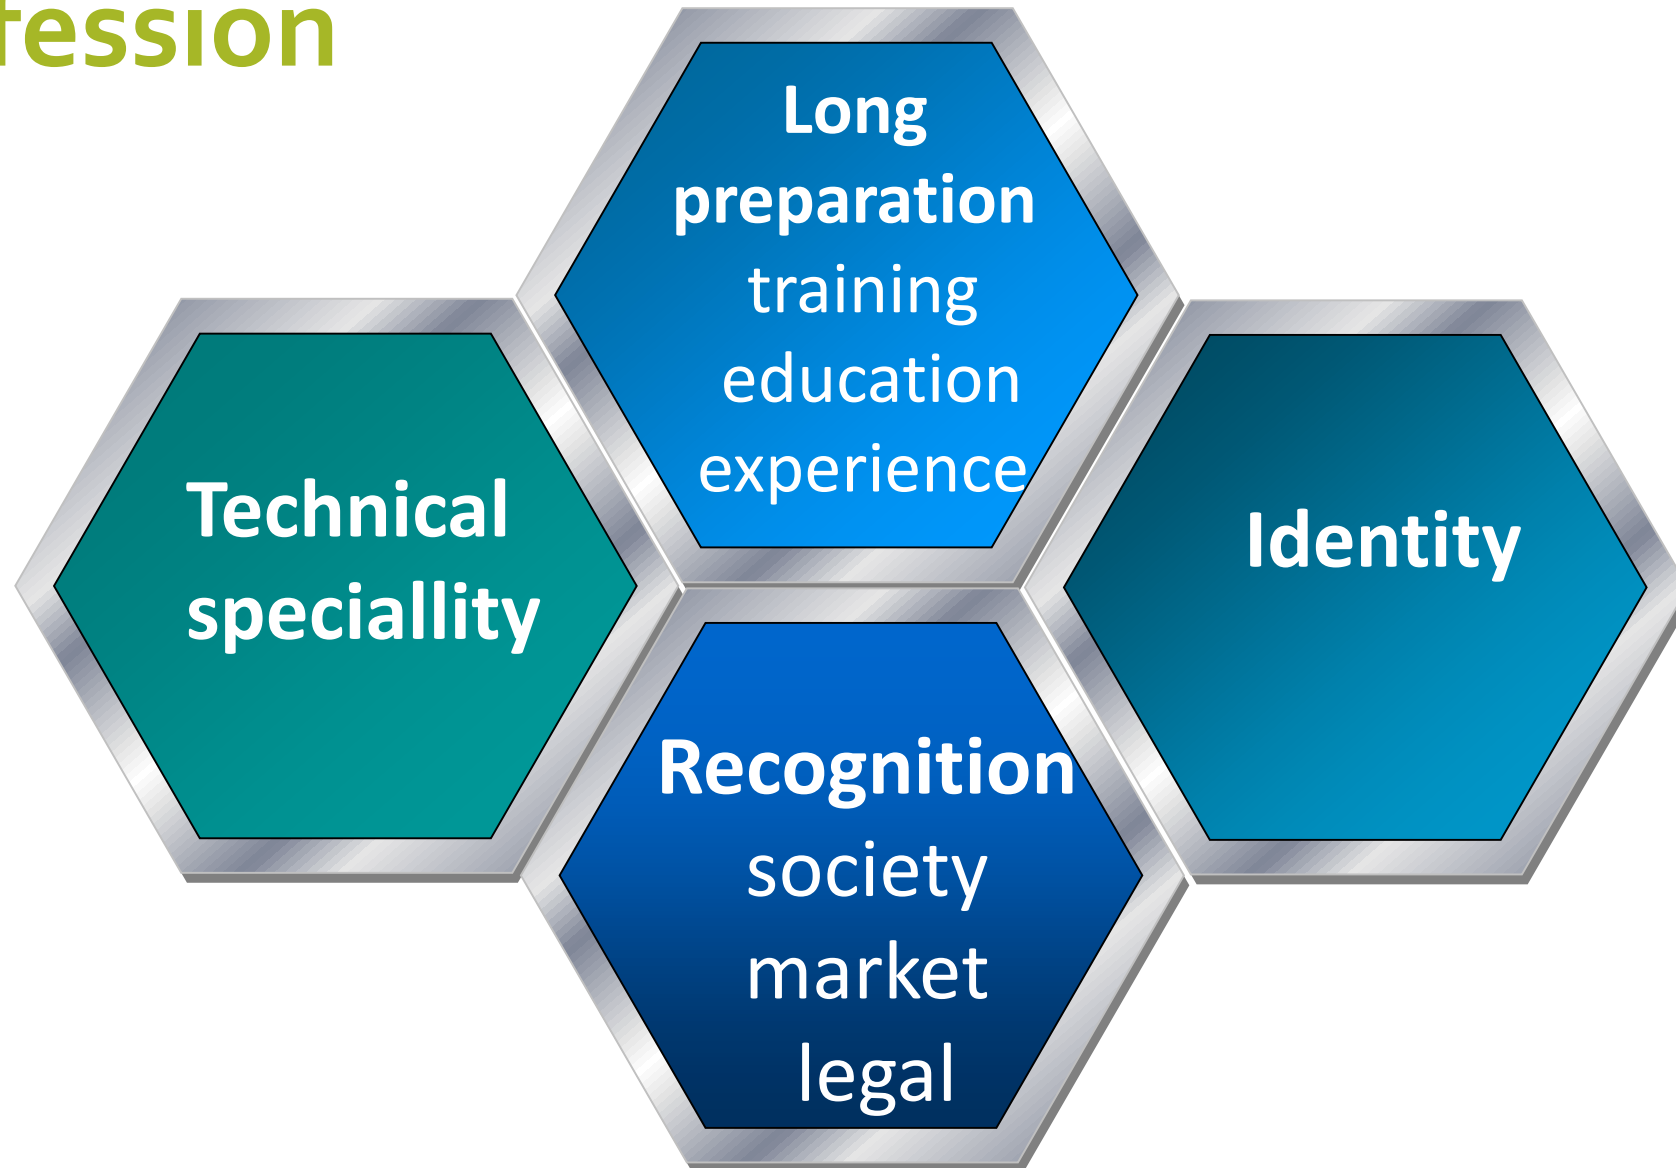 fession
Long
preparation
training
education
experience
Technical
speciallity
Identity
Recognition
society
market
legal